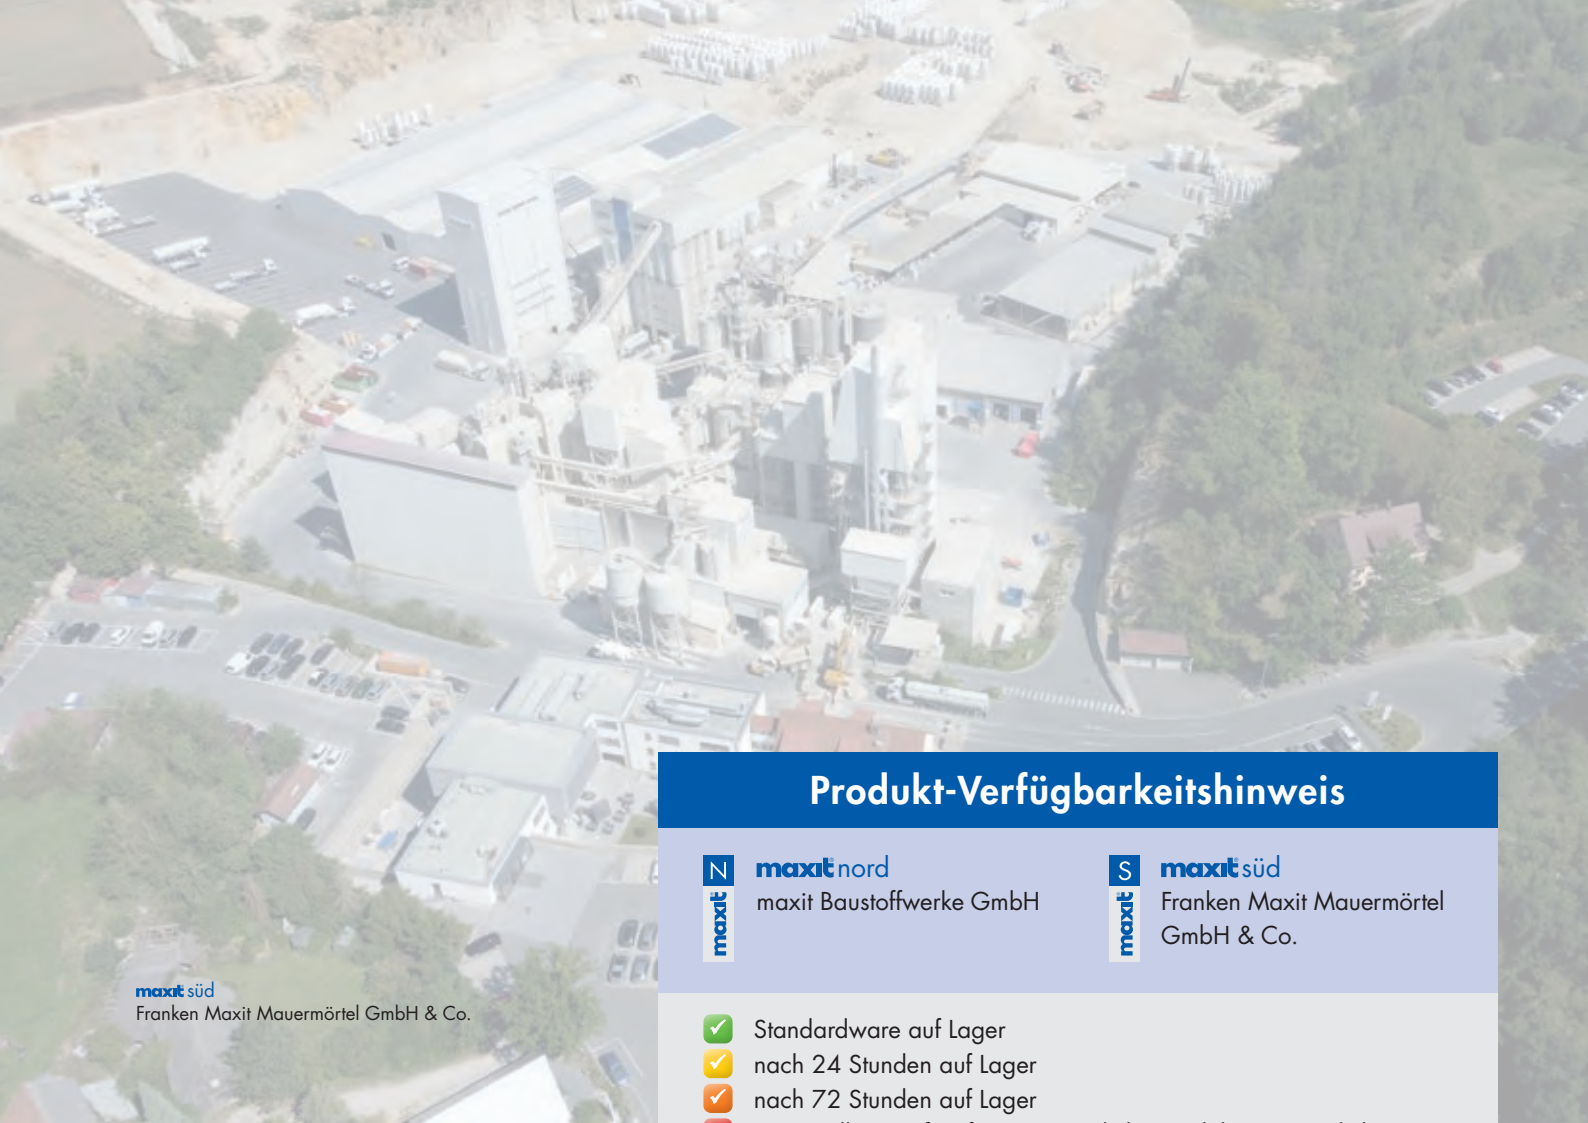 Produkt-Verfügbarkeitshinweis
N
maxit
maxit nord
maxit Baustoffwerke GmbH
S
maxit
maxit süd
Franken Maxit Mauermörtel
GmbH & Co.
maxit süd
Franken Maxit Mauermörtel GmbH & Co.
Standardware auf Lager
nach 24 Stunden auf Lager
nach 72 Stunden auf Lager